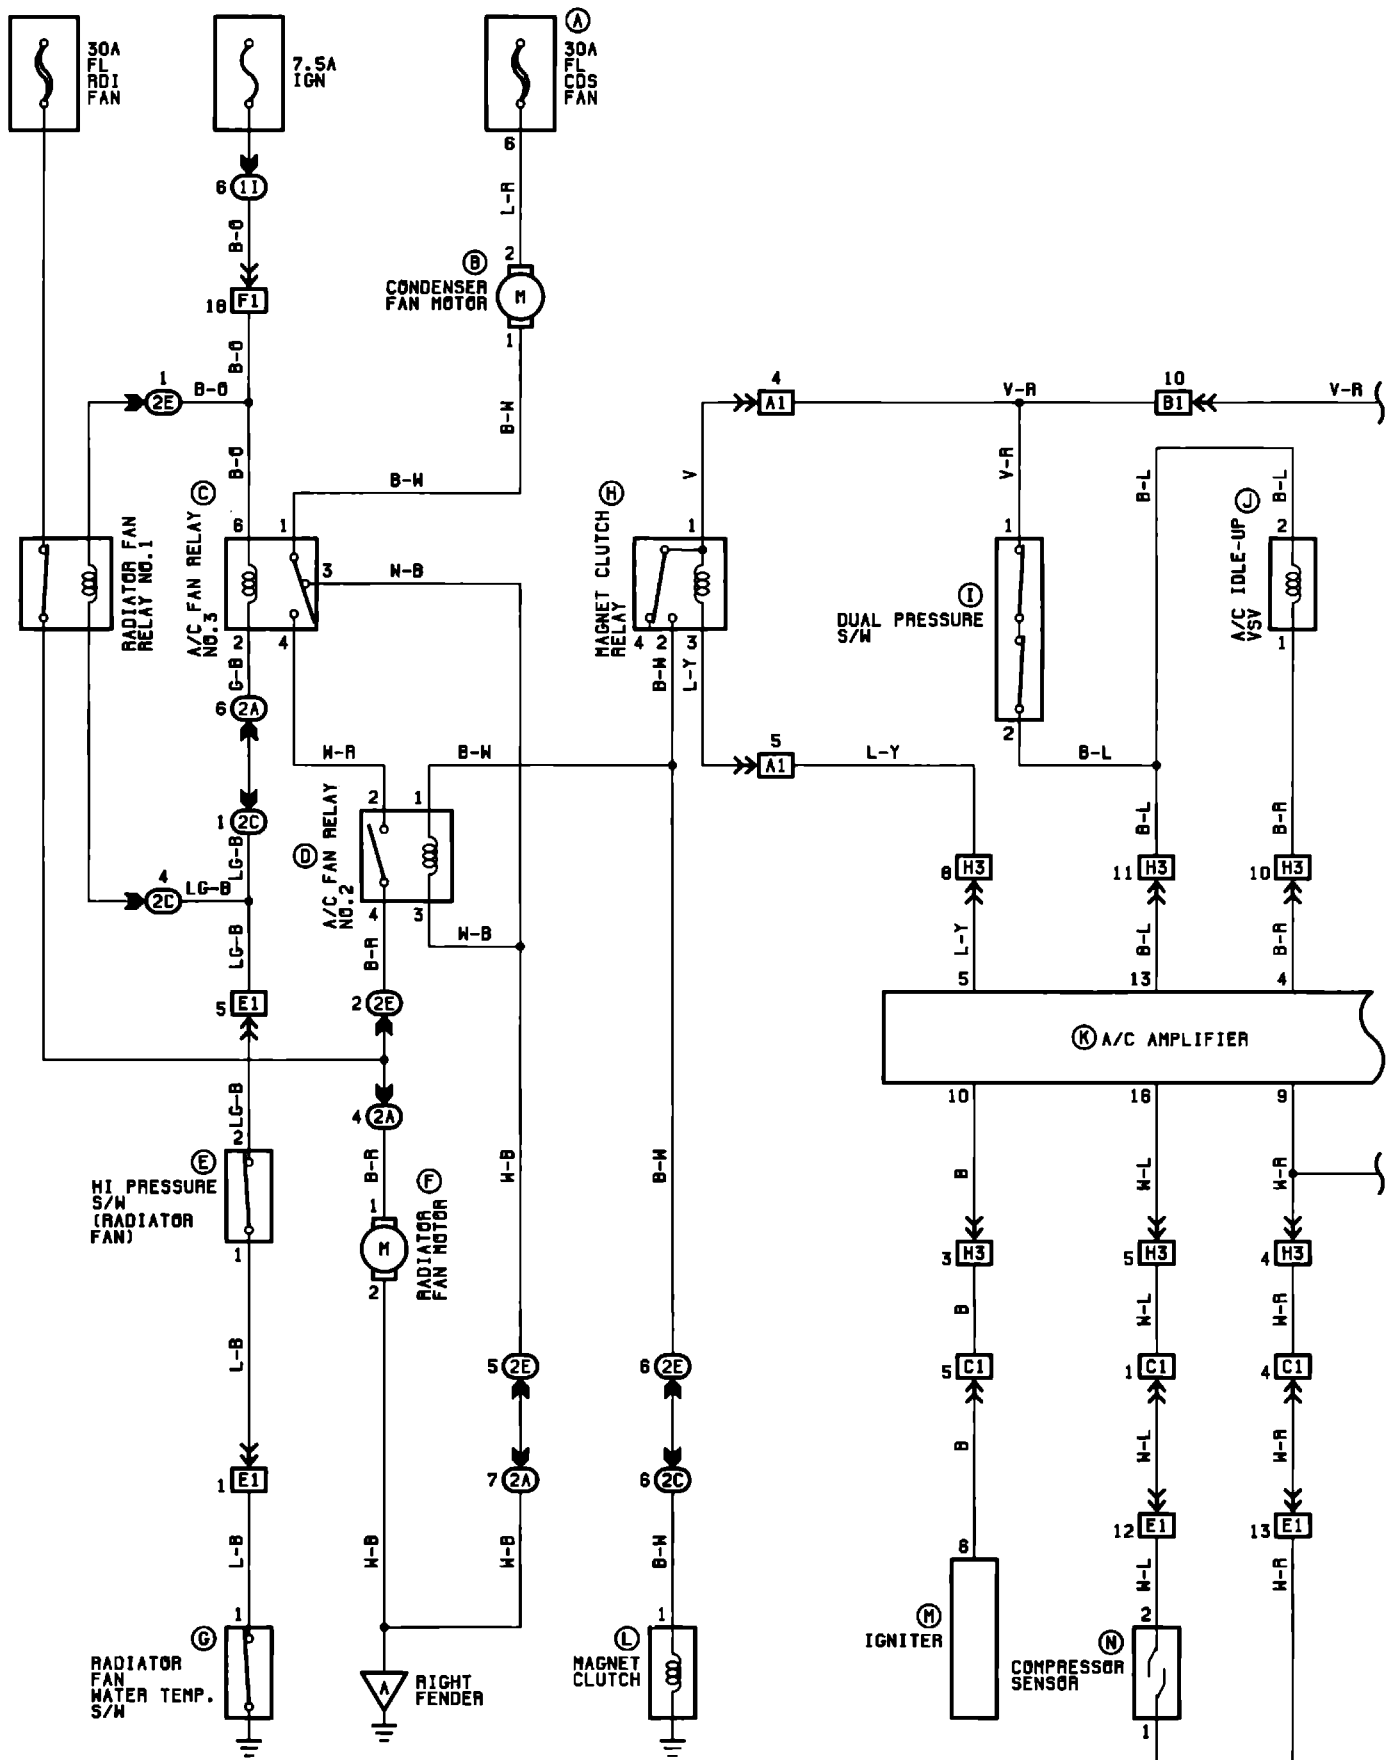 30A
FL
RDI
FAN
7.5A
IGN
A
30A
FL
CDS
FAN
6
L-R
6 1I
B-O
18 F1
B
CONDENSER
FAN MOTOR
2
M
1
B-O
1
2E
B-O
B-W
B-O
B-W
C
A/C FAN RELAY
NO.3
6 1
3
W-B
2 4
RADIATOR FAN
RELAY NO.1
G-B
6 2A
1 2C
LG-B
4
2C
LG-B
LG-B
5 E1
LG-B
2
E
HI PRESSURE
S/W
(RADIATOR
FAN)
1
L-B
1 E1
L-B
1
G
RADIATOR
FAN
WATER TEMP.
S/W
W-R
B-W
2 1
D
A/C FAN RELAY
NO.2
4 3
W-B
B-R
2 2E
4 2A
B-R
F
RADIATOR
FAN MOTOR
1
M
2
W-B
W-B
5 2E
7 2A
W-B
A
RIGHT
FENDER
4
A1
V-R
10
B1
V-R
V
H
MAGNET CLUTCH
RELAY
1
4 2 3
B-W
L-Y
5
A1
L-Y
B-W
6 2E
6 2C
B-W
1
L
MAGNET
CLUTCH
V-R
1
I
DUAL PRESSURE
S/W
2
B-L
B-L
B-L
J
A/C IDLE-UP
VSV
2
1
B-L
B-R
8 H3
11 H3
10 H3
L-Y
B-L
B-R
5 13 4
K A/C AMPLIFIER
10 16 9
B
W-L
W-R
3 H3
5 H3
4 H3
B
W-L
W-R
5 C1
1 C1
4 C1
B
W-L
W-R
12 E1
13 E1
W-L
W-R
6
M
IGNITER
2
N
COMPRESSOR
SENSOR
1